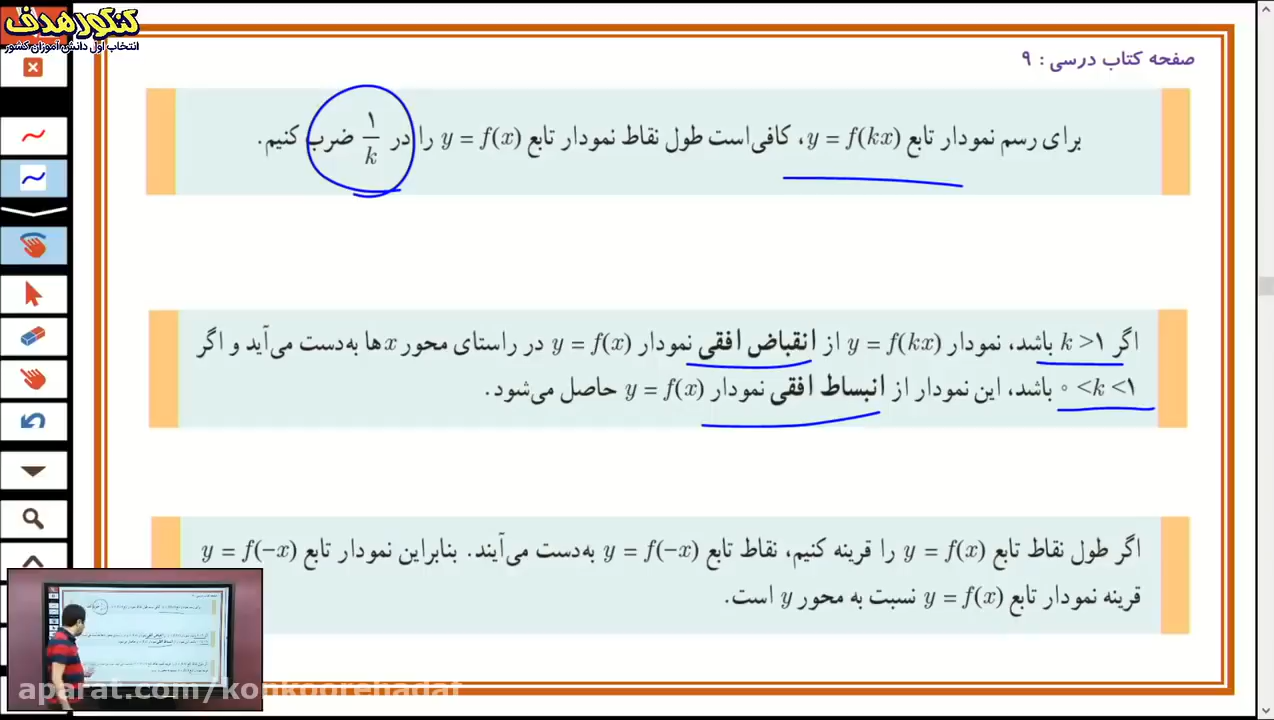 کنکور هدف
انتخاب اول دانش آموزان کشور
صفحه کتاب درسی : ۹
برای رسم نمودار تابع y = f(kx)، کافی‌است طول نقاط نمودار تابع y = f(x) را در ۱/k ضرب کنیم.
اگر k >۱ باشد، نمودار y = f(kx) از انقباض افقی نمودار y = f(x) در راستای محور xها به‌دست می‌آید و اگر
۰ <k <۱ باشد، این نمودار از انبساط افقی نمودار y = f(x) حاصل می‌شود.
اگر طول نقاط تابع y = f(x) را قرینه کنیم، نقاط تابع y = f(−x) به‌دست می‌آیند. بنابراین نمودار تابع y = f(−x)
قرینه نمودار تابع y = f(x) نسبت به محور y است.
aparat.com/konkoorehadaf